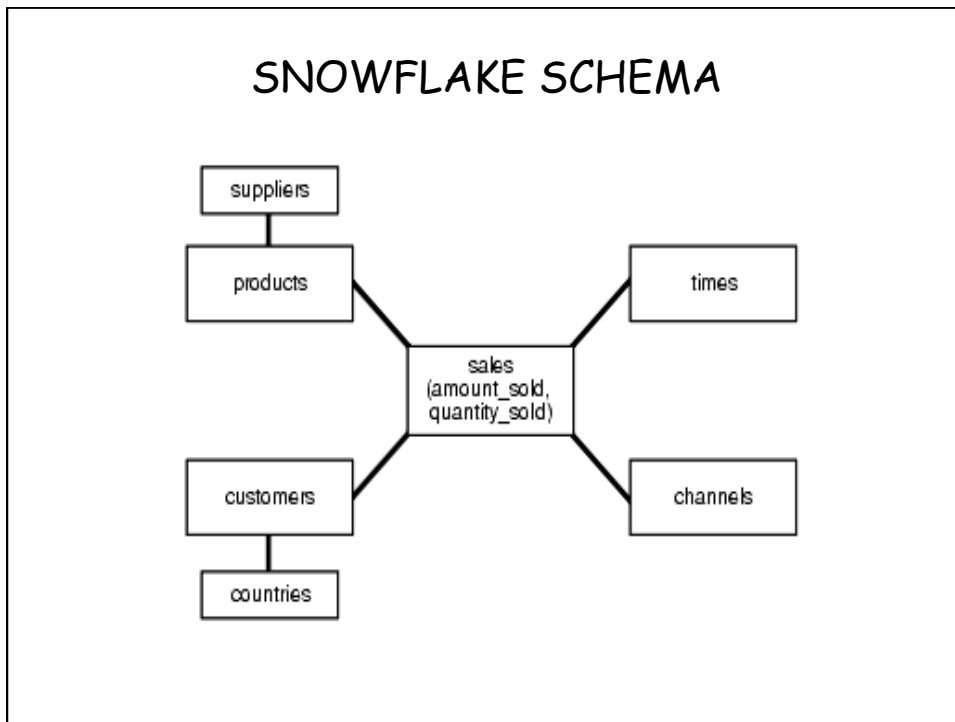 SNOWFLAKE SCHEMA
suppliers
products
times
sales
(amount_sold,
quantity_sold)
customers
channels
countries